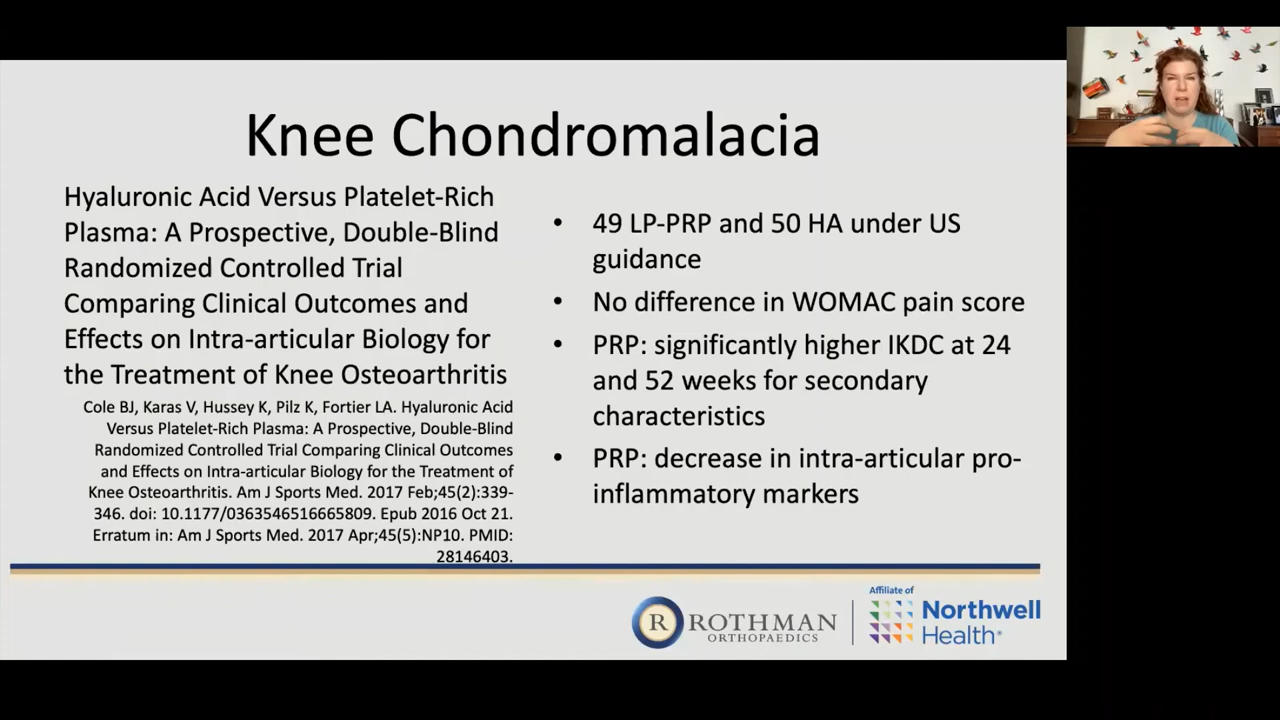 Knee Chondromalacia
Hyaluronic Acid Versus Platelet-Rich
Plasma: A Prospective, Double-Blind
Randomized Controlled Trial
Comparing Clinical Outcomes and
Effects on Intra-articular Biology for
the Treatment of Knee Osteoarthritis
Cole BJ, Karas V, Hussey K, Pilz K, Fortier LA. Hyaluronic Acid
Versus Platelet-Rich Plasma: A Prospective, Double-Blind
Randomized Controlled Trial Comparing Clinical Outcomes
and Effects on Intra-articular Biology for the Treatment of
Knee Osteoarthritis. Am J Sports Med. 2017 Feb;45(2):339-
346. doi: 10.1177/0363546516665809. Epub 2016 Oct 21.
Erratum in: Am J Sports Med. 2017 Apr;45(5):NP10. PMID:
28146403.
• 49 LP-PRP and 50 HA under US
guidance
• No difference in WOMAC pain score
• PRP: significantly higher IKDC at 24
and 52 weeks for secondary
characteristics
• PRP: decrease in intra-articular pro-
inflammatory markers
R ROTHMAN
ORTHOPAEDICS
Affiliate of
Northwell
Health®